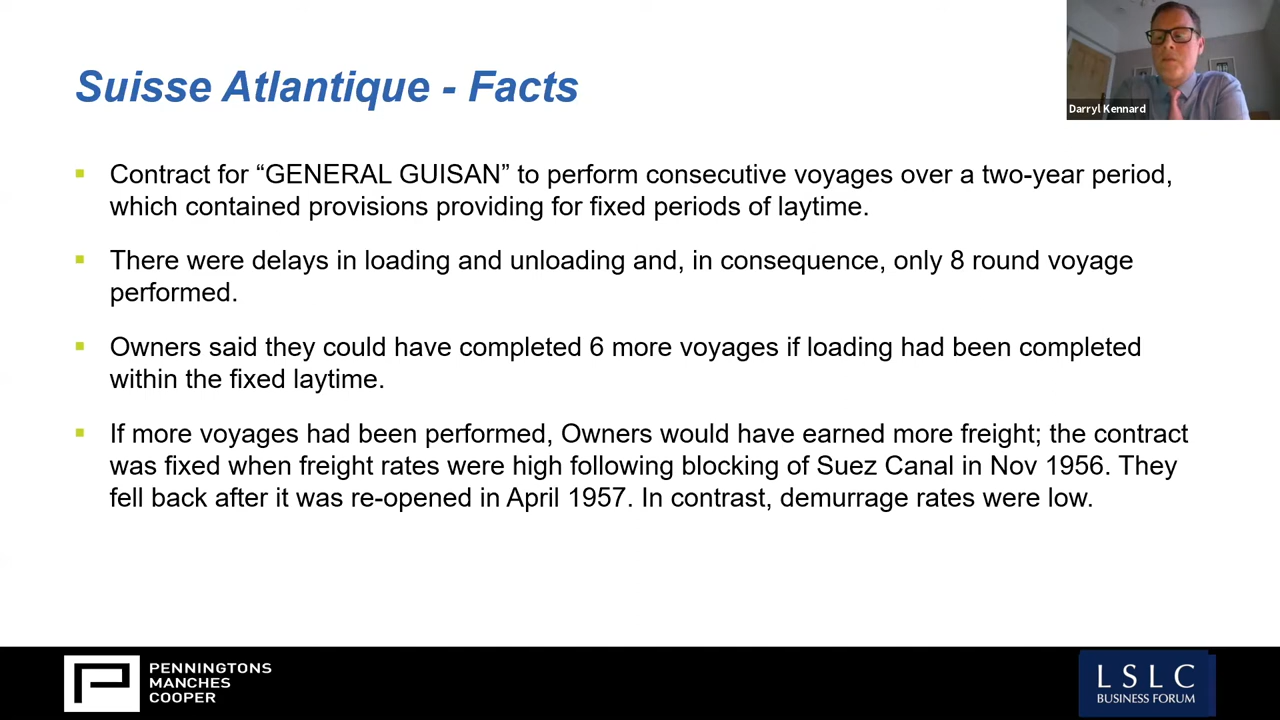 Suisse Atlantique - Facts
Darryl Kennard
Contract for “GENERAL GUISAN” to perform consecutive voyages over a two-year period,
which contained provisions providing for fixed periods of laytime.
There were delays in loading and unloading and, in consequence, only 8 round voyage
performed.
Owners said they could have completed 6 more voyages if loading had been completed
within the fixed laytime.
If more voyages had been performed, Owners would have earned more freight; the contract
was fixed when freight rates were high following blocking of Suez Canal in Nov 1956. They
fell back after it was re-opened in April 1957. In contrast, demurrage rates were low.
PENNINGTONS
MANCHES
COOPER
LSLC
BUSINESS FORUM